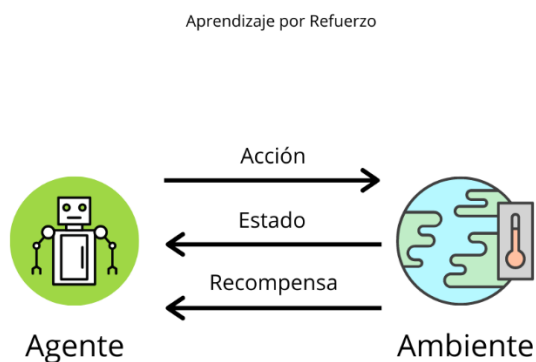 Aprendizaje por Refuerzo
Acción
Estado
Recompensa
Agente
Ambiente